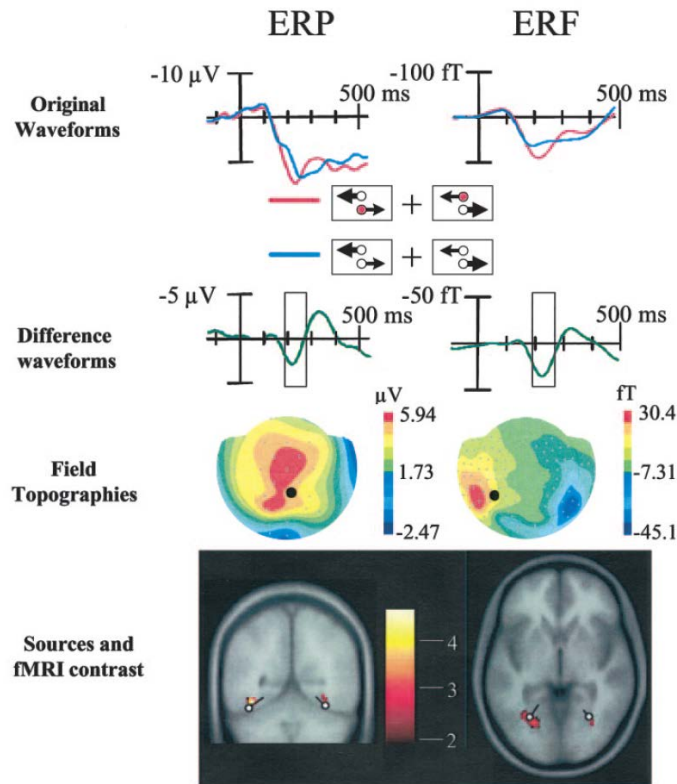 ERP ERF
-10 µV -100 fT
500 ms 500 ms
Original
Waveforms
+
+
-5 µV -50 fT
500 ms 500 ms
Difference
waveforms
µV fT
5.94 30.4
Field
Topographies
1.73 -7.31
-2.47 -45.1
Sources and
fMRI contrast
4
3
2